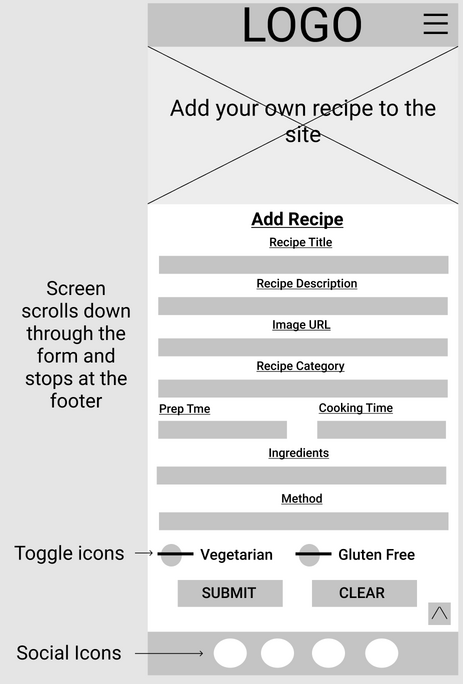 LOGO
Add your own recipe to the
site
Add Recipe
Recipe Title
Recipe Description
Image URL
Recipe Category
Prep Tme
Cooking Time
Ingredients
Method
Vegetarian
Gluten Free
SUBMIT
CLEAR
Screen
scrolls down
through the
form and
stops at the
footer
Toggle icons
Social Icons